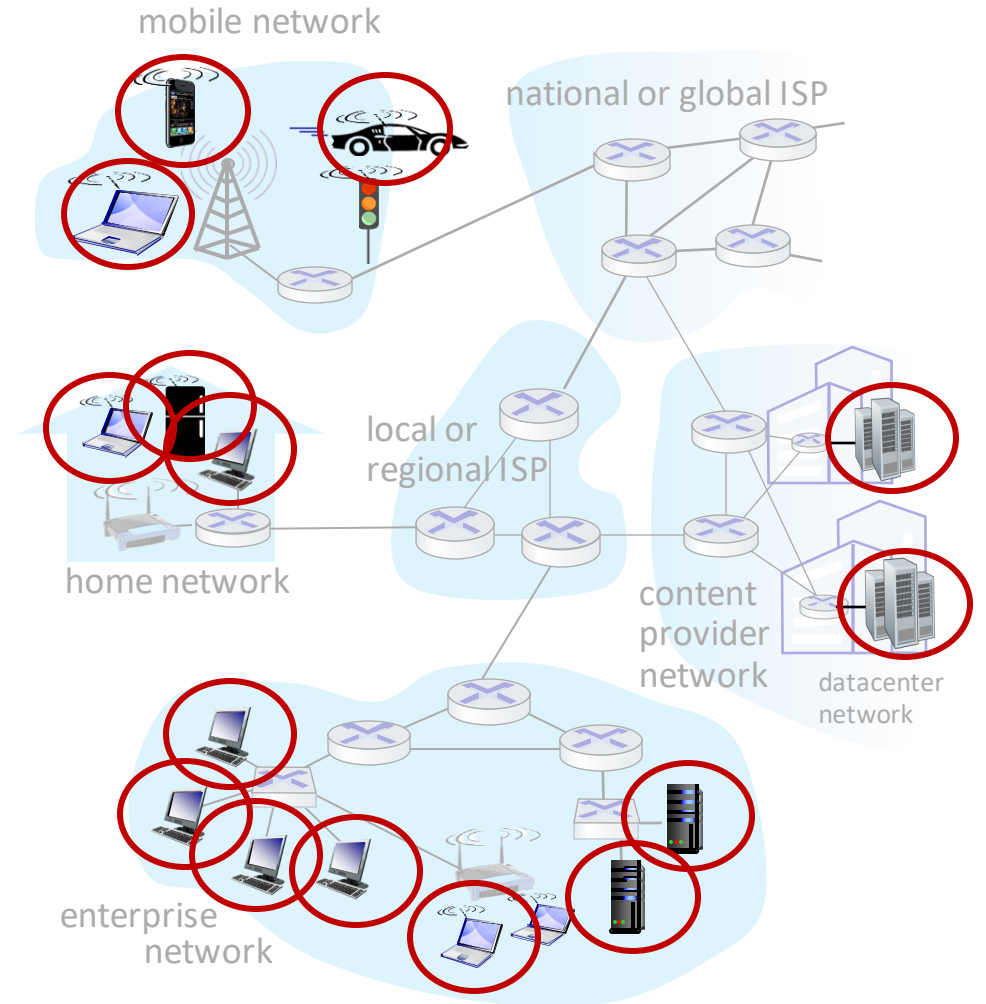 mobile network
national or global ISP
local or
regional ISP
home network
content
provider
network
datacenter
network
enterprise
network